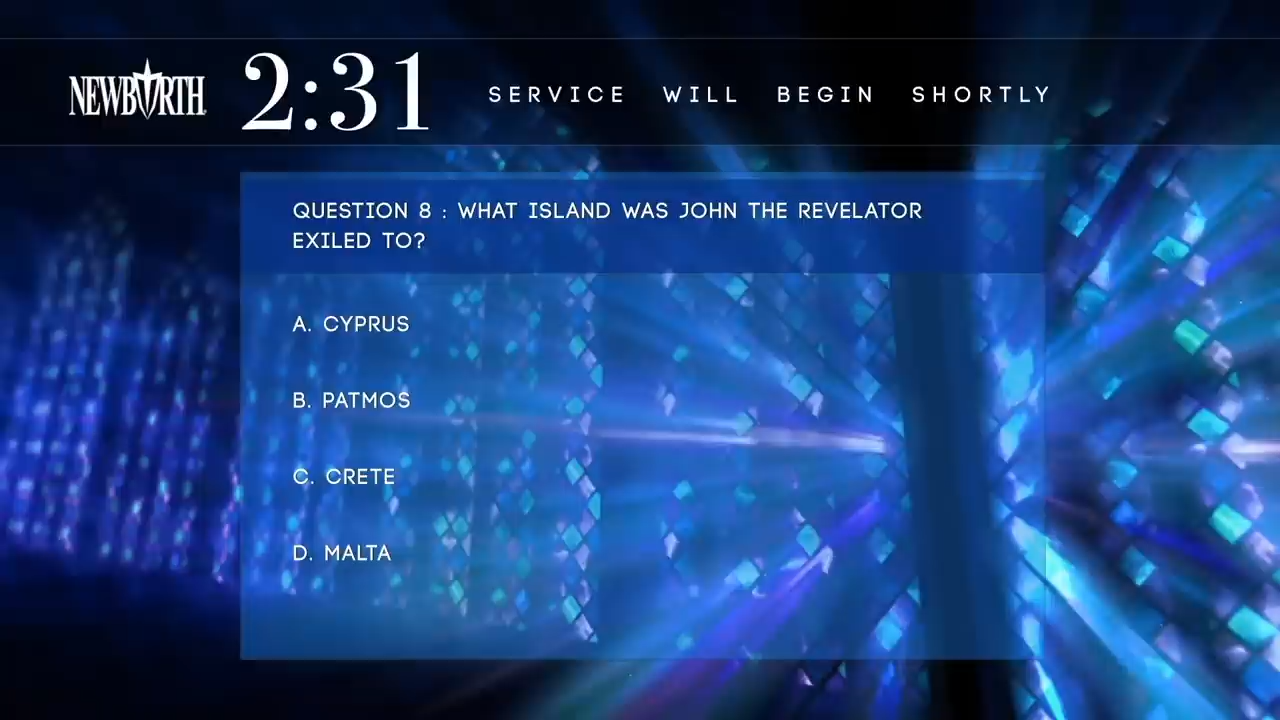 NEWBIRTH 2:31 SERVICE WILL BEGIN SHORTLY
QUESTION 8 : WHAT ISLAND WAS JOHN THE REVELATOR
EXILED TO?
A. CYPRUS
B. PATMOS
C. CRETE
D. MALTA